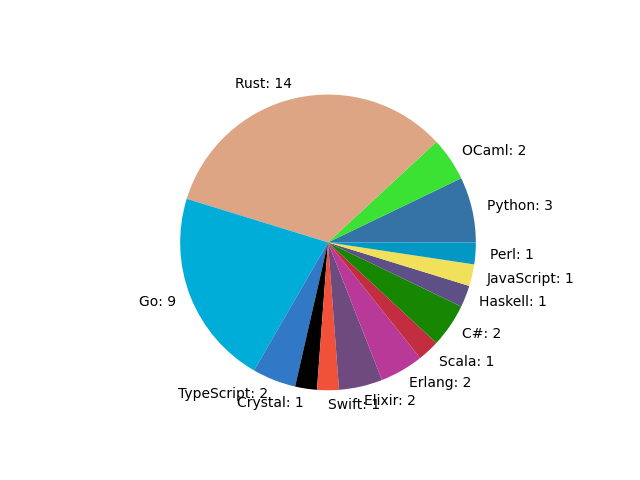 Rust: 14
OCaml: 2
Python: 3
Perl: 1
JavaScript: 1
Haskell: 1
C#: 2
Scala: 1
Erlang: 2
Elixir: 2
Swift: 1
Crystal: 1
TypeScript: 2
Go: 9